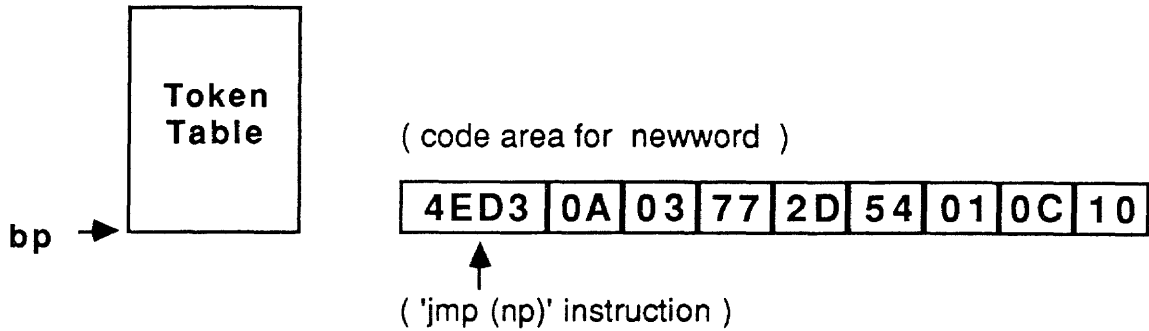 Token
Table
( code area for newword )
4ED3 0A 03 77 2D 54 01 0C 10
bp
( 'jmp (np)' instruction )